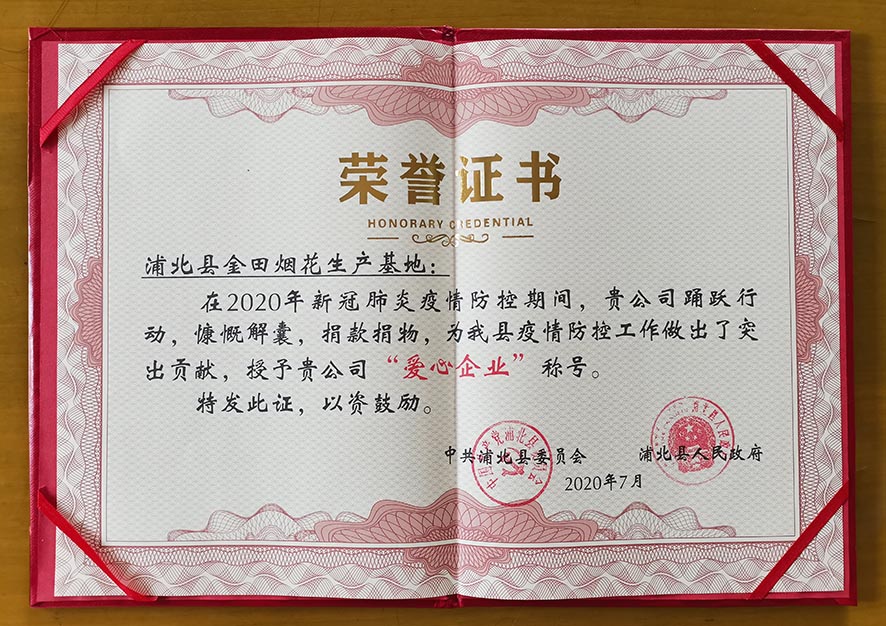 荣誉证书
HONORARY CREDENTIAL
浦北县金田烟花生产基地：
在2020年新冠肺炎疫情防控期间，贵公司踊跃行
动，慷慨解囊，捐款捐物，为我县疫情防控工作做出了突
出贡献，授予贵公司“爱心企业”称号。
特发此证，以资鼓励。
中共浦北县委员会 浦北县人民政府
2020年7月